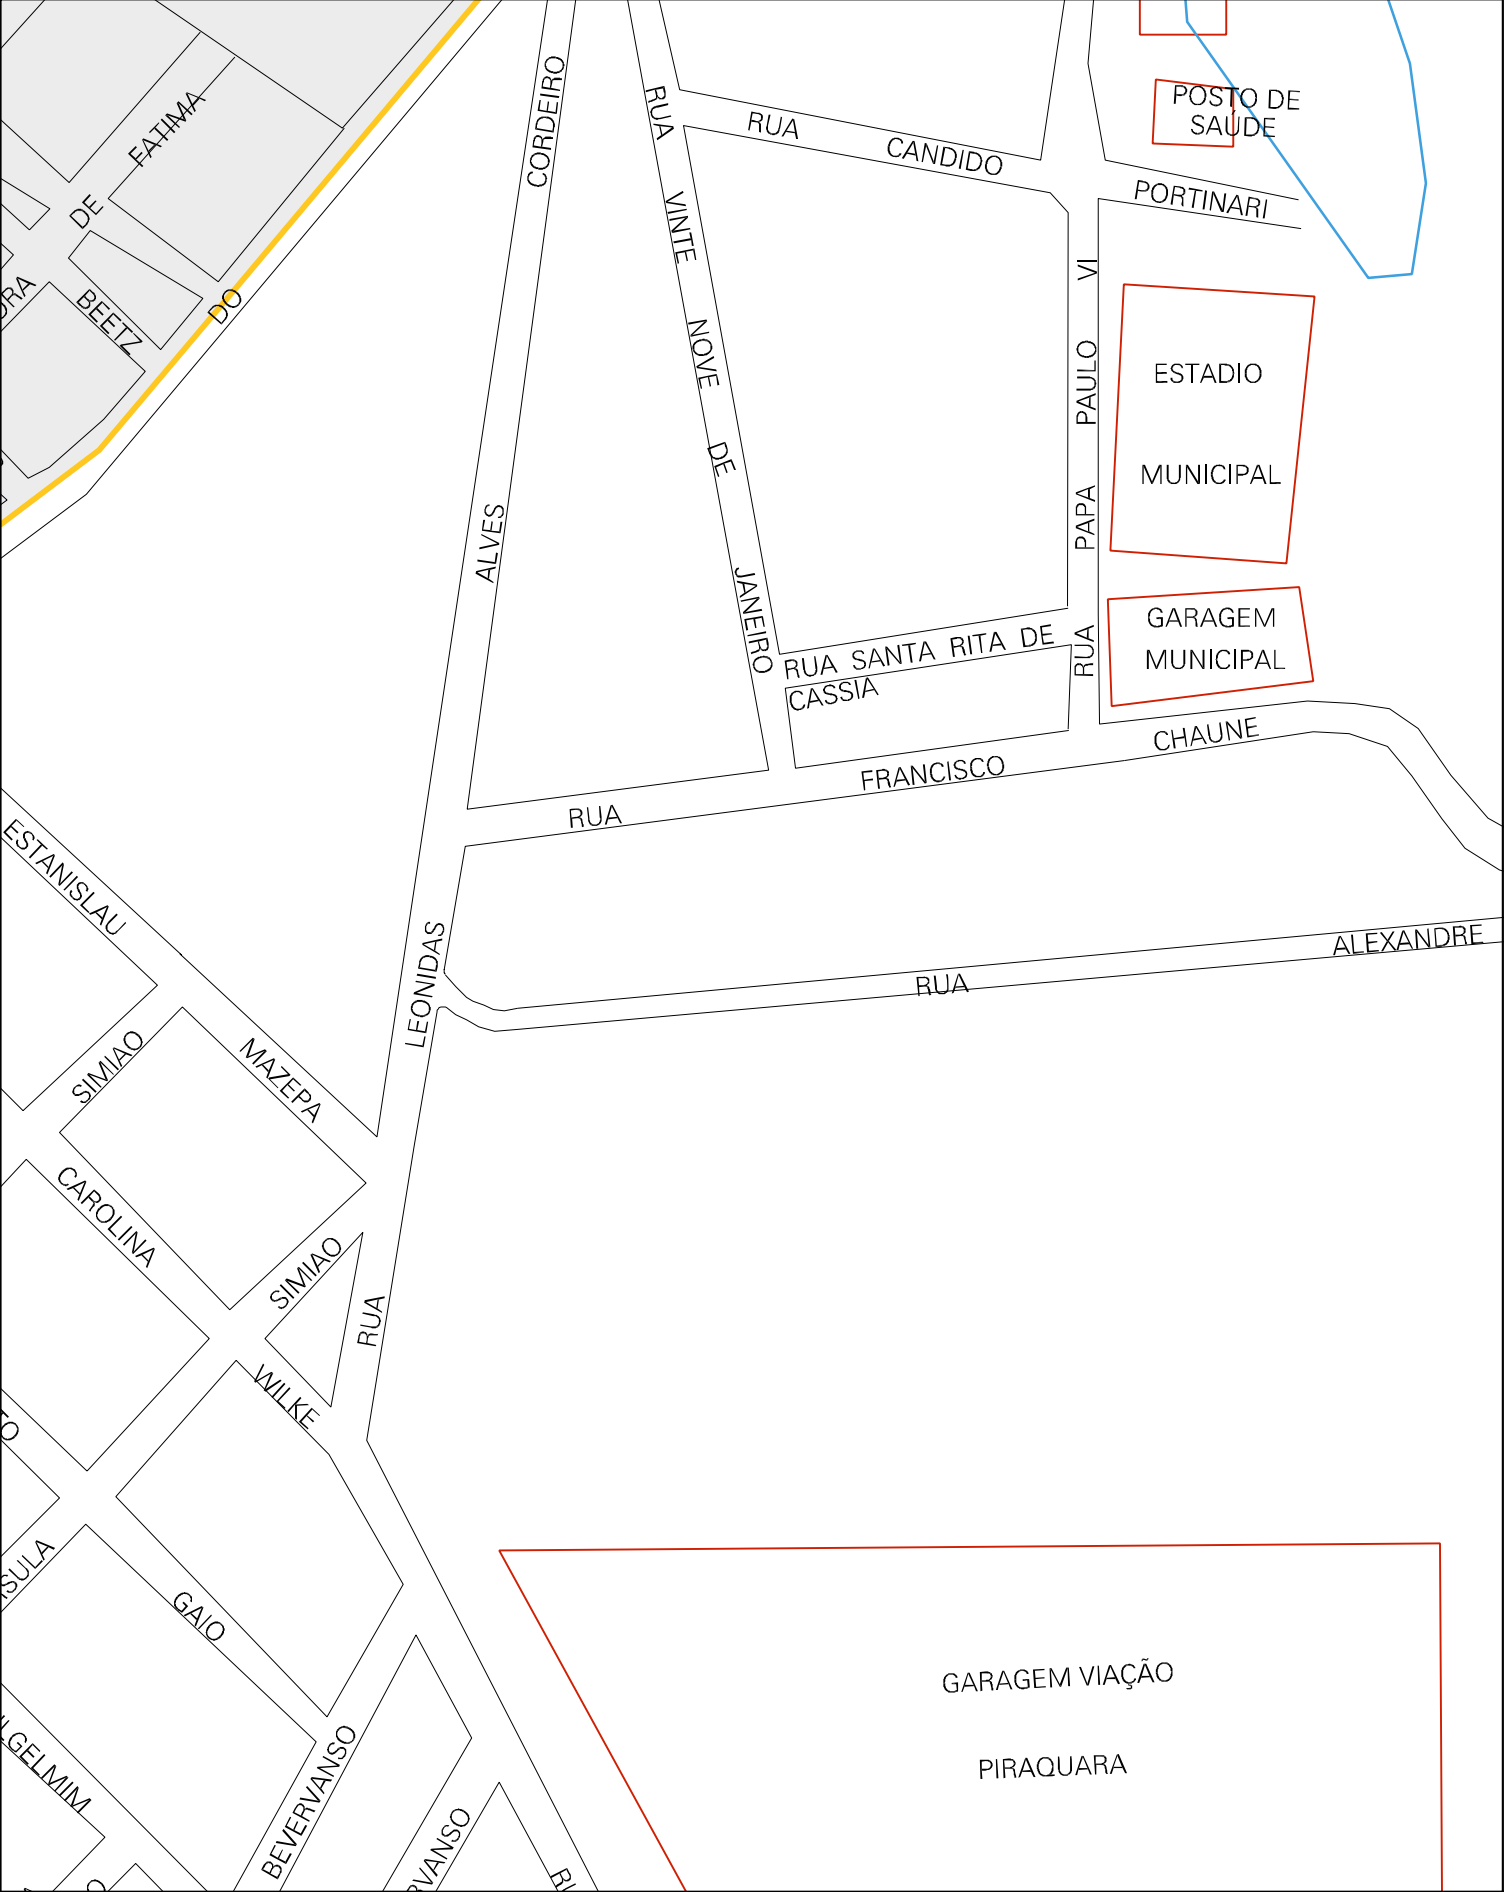 POSTO DE
SAÚDE
FATIMA
DE
BEETZ
DO
CORDEIRO
ALVES
LEONIDAS
RUA
RUA
VINTE
NOVE
DE
JANEIRO
RUA CANDIDO
PORTINARI
VI
PAULO
PAPA
RUA
ESTADIO
MUNICIPAL
GARAGEM
MUNICIPAL
RUA SANTA RITA DE
CASSIA
RUA FRANCISCO CHAUNE
RUA ALEXANDRE
ESTANISLAU
MAZEPA
SIMIAO
CAROLINA
WILKE
SIMIAO
GAIO
BEVERVANSO
GARAGEM VIAÇÃO
PIRAQUARA